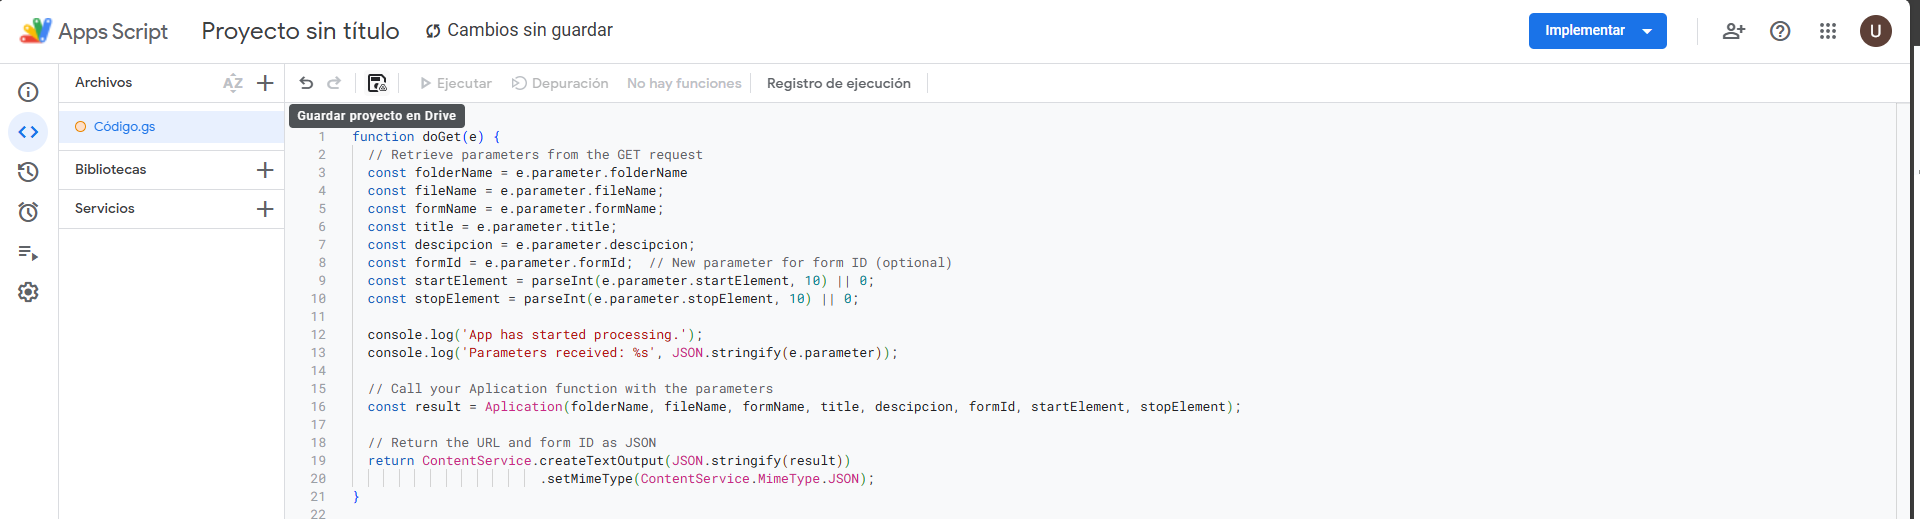 Apps Script
Proyecto sin título
Cambios sin guardar
Implementar
U
Archivos
AZ
Ejecutar
Depuración
No hay funciones
Registro de ejecución
Guardar proyecto en Drive
Código.gs
Bibliotecas
Servicios
1 function doGet(e) {
2 // Retrieve parameters from the GET request
3 const folderName = e.parameter.folderName
4 const fileName = e.parameter.fileName;
5 const formName = e.parameter.formName;
6 const title = e.parameter.title;
7 const descipcion = e.parameter.descipcion;
8 const formId = e.parameter.formId;  // New parameter for form ID (optional)
9 const startElement = parseInt(e.parameter.startElement, 10) || 0;
10 const stopElement = parseInt(e.parameter.stopElement, 10) || 0;
11
12 console.log('App has started processing.');
13 console.log('Parameters received: %s', JSON.stringify(e.parameter));
14
15 // Call your Aplication function with the parameters
16 const result = Aplication(folderName, fileName, formName, title, descipcion, formId, startElement, stopElement);
17
18 // Return the URL and form ID as JSON
19 return ContentService.createTextOutput(JSON.stringify(result))
20 .setMimeType(ContentService.MimeType.JSON);
21 }
22